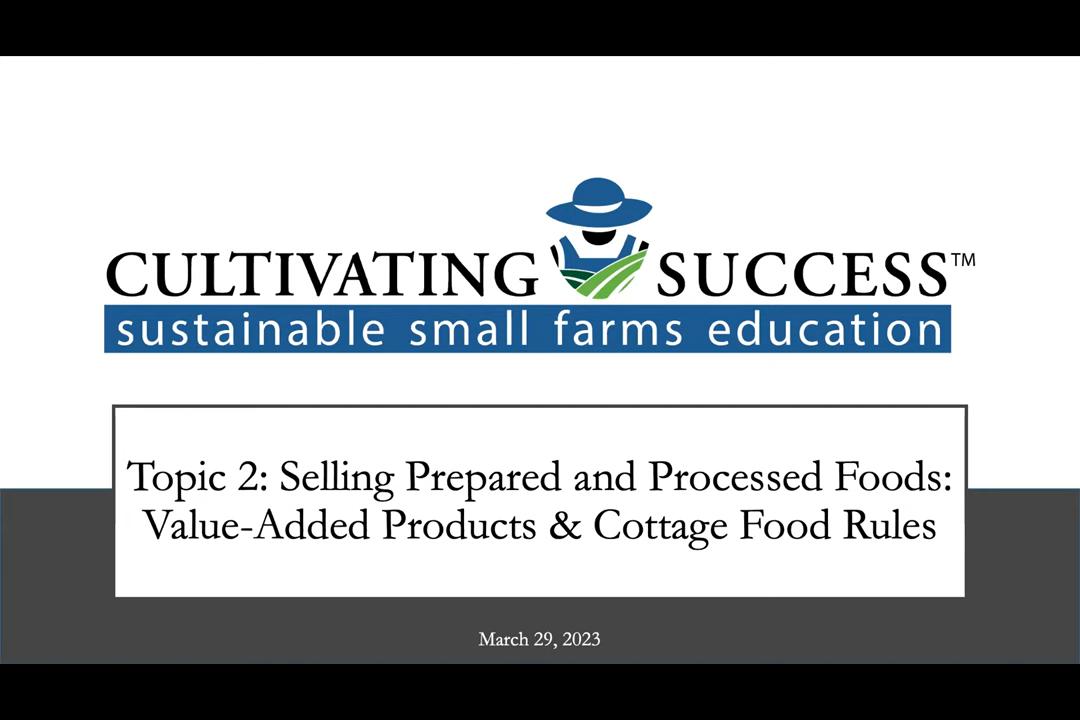 CULTIVATING SUCCESS™
sustainable small farms education
Topic 2: Selling Prepared and Processed Foods:
Value-Added Products & Cottage Food Rules
March 29, 2023